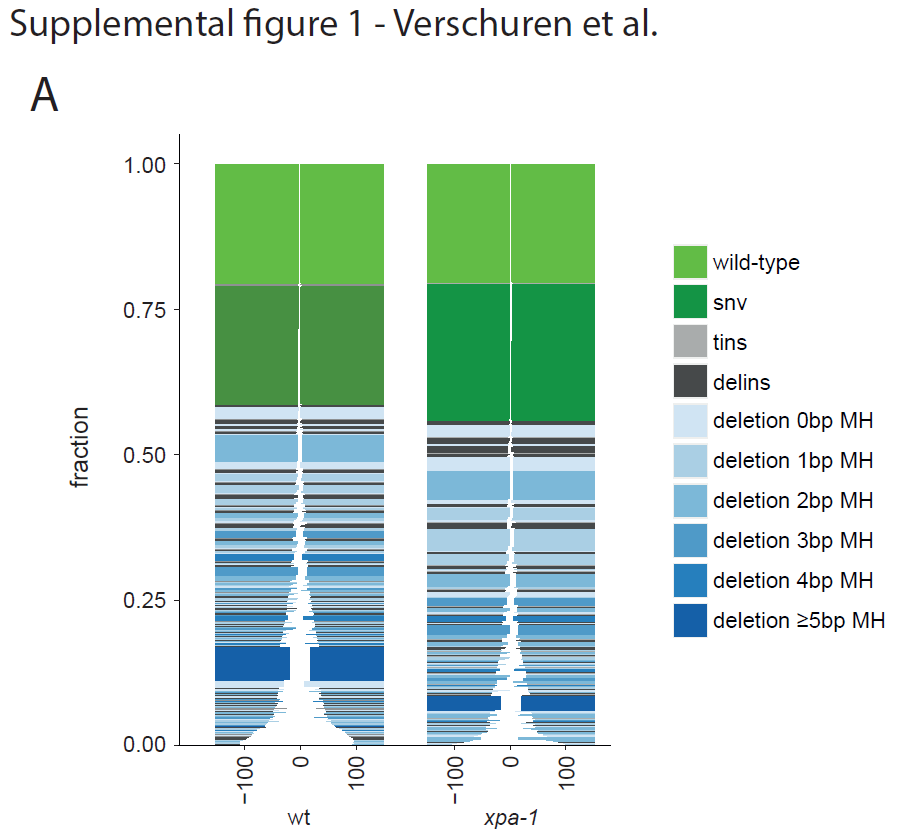 Supplemental figure 1 - Verschuren et al.
A
fraction
1.00
0.75
0.50
0.25
0.00
−100
0
100
wt
−100
0
100
xpa-1
wild-type
snv
tins
delins
deletion 0bp MH
deletion 1bp MH
deletion 2bp MH
deletion 3bp MH
deletion 4bp MH
deletion ≥5bp MH